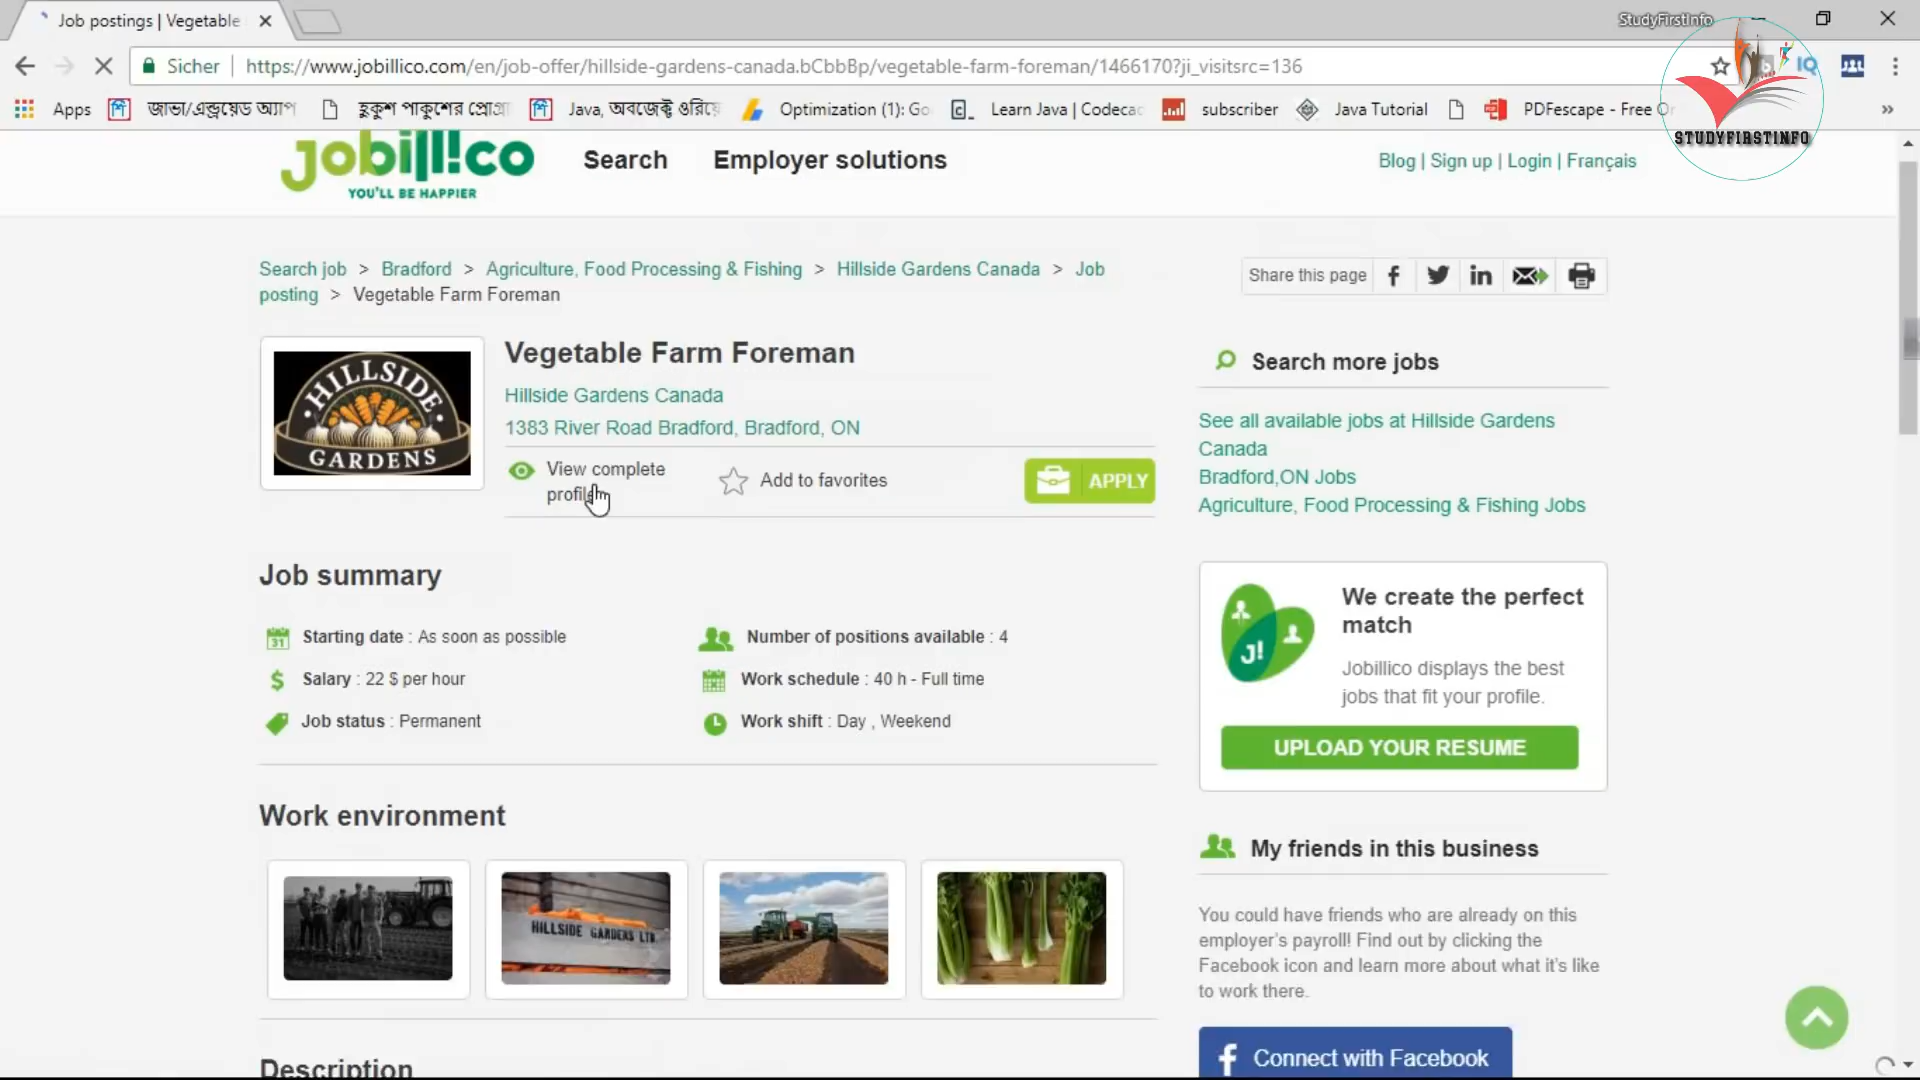 Job postings | Vegetable
StudyFirstInfo
Sicher
https://www.jobillico.com/en/job-offer/hillside-gardens-canada.bCbbBp/vegetable-farm-foreman/1466170?ji_visitsrc=136
Apps জাভা/এন্ড্রয়েড অ্যাপ হুকুশ পাকুশের প্রোগ্রা Java, অবজেক্ট ওরিয়ে Optimization (1): Go Learn Java | Codecac subscriber Java Tutorial PDFescape - Free Or
STUDYFIRSTINFO
jobillico
YOU'LL BE HAPPIER
Search Employer solutions
Blog | Sign up | Login | Français
Search job > Bradford > Agriculture, Food Processing & Fishing > Hillside Gardens Canada > Job
posting > Vegetable Farm Foreman
Share this page
HILLSIDE
GARDENS
Vegetable Farm Foreman
Hillside Gardens Canada
1383 River Road Bradford, Bradford, ON
View complete
profile
Add to favorites
APPLY
Search more jobs
See all available jobs at Hillside Gardens
Canada
Bradford,ON Jobs
Agriculture, Food Processing & Fishing Jobs
Job summary
Starting date : As soon as possible
Number of positions available : 4
Salary : 22 $ per hour
Work schedule : 40 h - Full time
Job status : Permanent
Work shift : Day , Weekend
J!
We create the perfect
match
Jobillico displays the best
jobs that fit your profile.
UPLOAD YOUR RESUME
Work environment
HILLSIDE GARDENS LTD.
My friends in this business
You could have friends who are already on this
employer's payroll! Find out by clicking the
Facebook icon and learn more about what it's like
to work there.
Connect with Facebook
Description